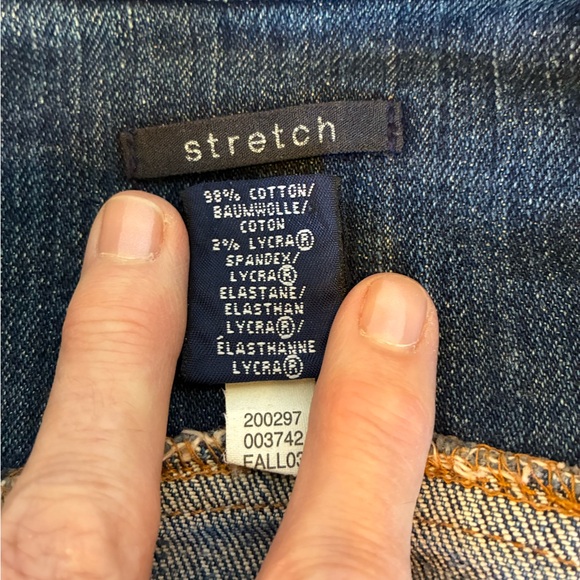 stretch
98% COTTON/
BAUMWOLLE/
COTON
2% LYCRA®
SPANDEX/
LYCRA®
ELASTANE/
ELASTHAN
LYCRA®/
ÉLASTHANNE
LYCRA®
200297
003742
FALL03